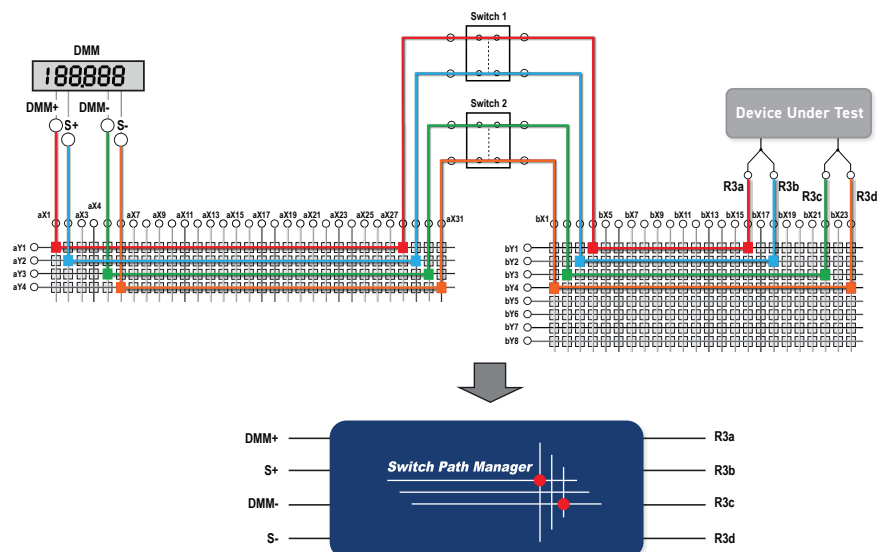 Switch 1
DMM
188.888
DMM+
S+
DMM-
S-
Switch 2
Device Under Test
R3a
R3b
R3c
R3d
aX1
aX3
aX4
aX7
aX9
aX11
aX13
aX15
aX17
aX19
aX21
aX23
aX25
aX27
aX31
aY1
aY2
aY3
aY4
bX1
bX5
bX7
bX9
bX11
bX13
bX15
bX17
bX19
bX21
bX23
bY1
bY2
bY3
bY4
bY5
bY6
bY7
bY8
DMM+
S+
DMM-
S-
Switch Path Manager
R3a
R3b
R3c
R3d